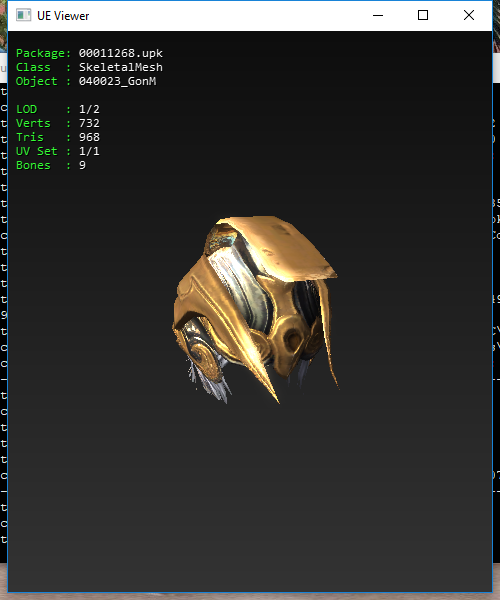 UE Viewer
Package: 00011268.upk
Class : SkeletalMesh
Object : 040023_GonM
LOD : 1/2
Verts : 732
Tris : 968
UV Set : 1/1
Bones : 9